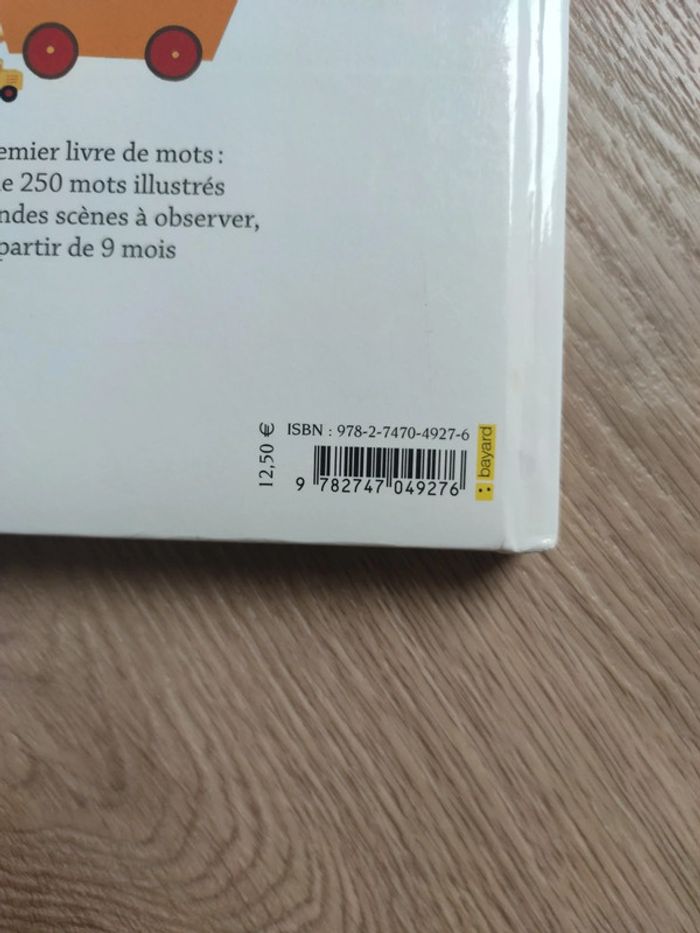 emier livre de mots :
e 250 mots illustrés
ndes scènes à observer,
partir de 9 mois
12,50 €
ISBN : 978-2-7470-4927-6
9 782747 049276
bayard